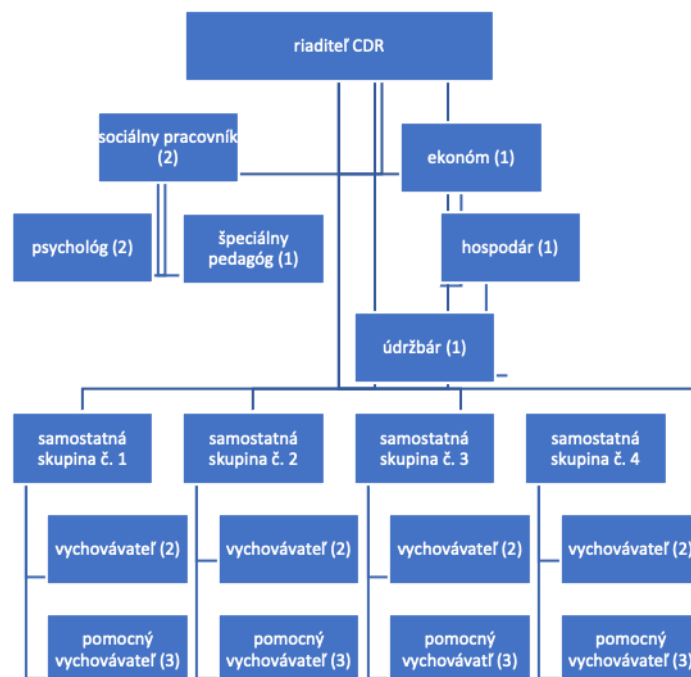 riaditeľ CDR
sociálny pracovník
(2)
ekonóm (1)
psychológ (2)
špeciálny
pedagóg (1)
hospodár (1)
údržbár (1)
samostatná
skupina č. 1
samostatná
skupina č. 2
samostatná
skupina č. 3
samostatná
skupina č. 4
vychovávateľ (2)
vychovávateľ (2)
vychovávateľ (2)
vychovávateľ (2)
pomocný
vychovávateľ (3)
pomocný
vychovávateľ (3)
pomocný
vychovávatľ (3)
pomocný
vychovávateľ (3)